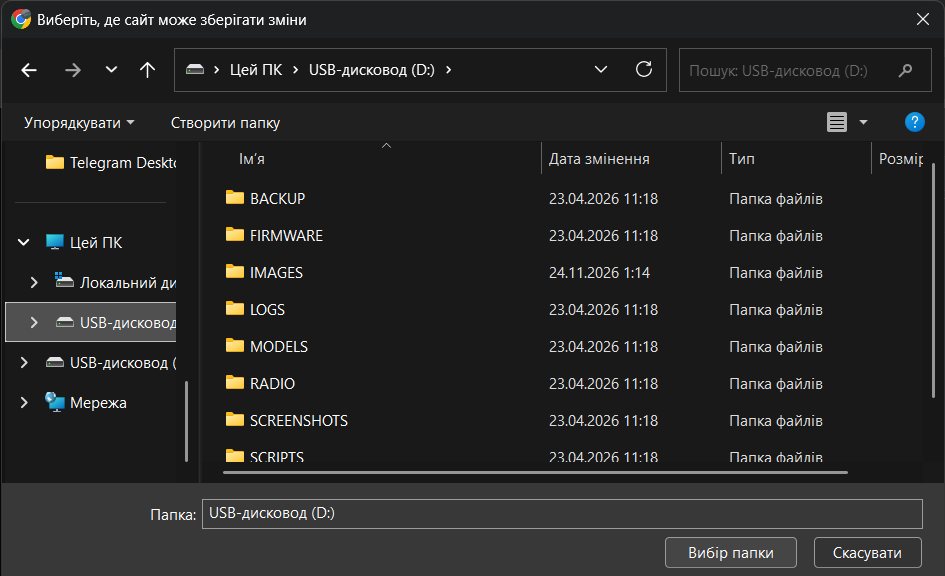 Виберіть, де сайт може зберігати зміни
Цей ПК > USB-дисковод (D:) >
Пошук: USB-дисковод (D:)
Упорядкувати
Створити папку
?
Telegram Deskto
Цей ПК
Локальний ди
USB-дисковод
USB-дисковод (
Мережа
Ім'я Дата змінення Тип Розмір
BACKUP 23.04.2026 11:18 Папка файлів
FIRMWARE 23.04.2026 11:18 Папка файлів
IMAGES 24.11.2026 1:14 Папка файлів
LOGS 23.04.2026 11:18 Папка файлів
MODELS 23.04.2026 11:18 Папка файлів
RADIO 23.04.2026 11:18 Папка файлів
SCREENSHOTS 23.04.2026 11:18 Папка файлів
SCRIPTS 23.04.2026 11:18 Папка файлів
Папка: USB-дисковод (D:)
Вибір папки
Скасувати